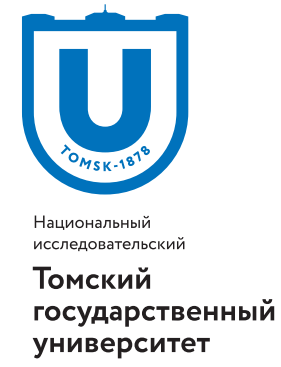 U
TOMSK-1878
Национальный
исследовательский
Томский
государственный
университет